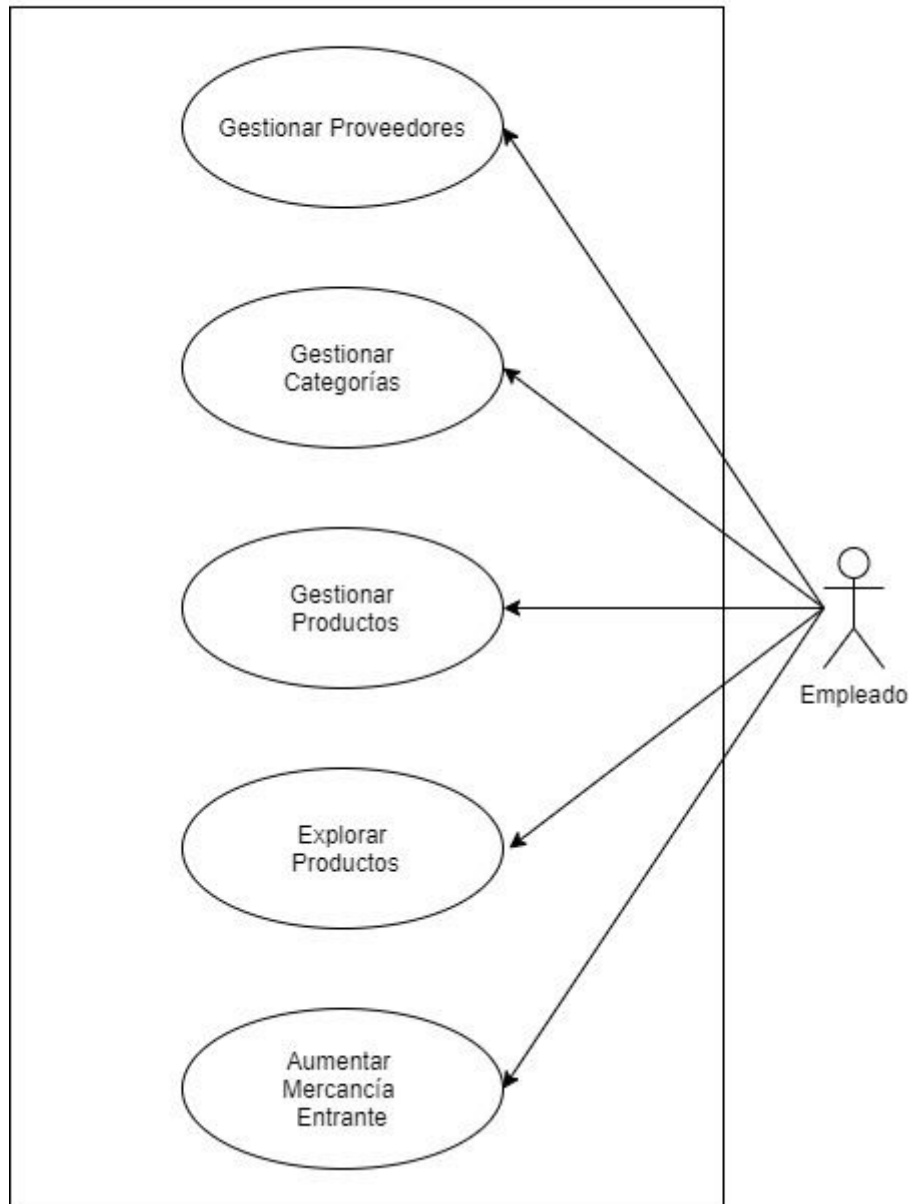 Gestionar Proveedores
Gestionar
Categorías
Gestionar
Productos
Empleado
Explorar
Productos
Aumentar
Mercancía
Entrante